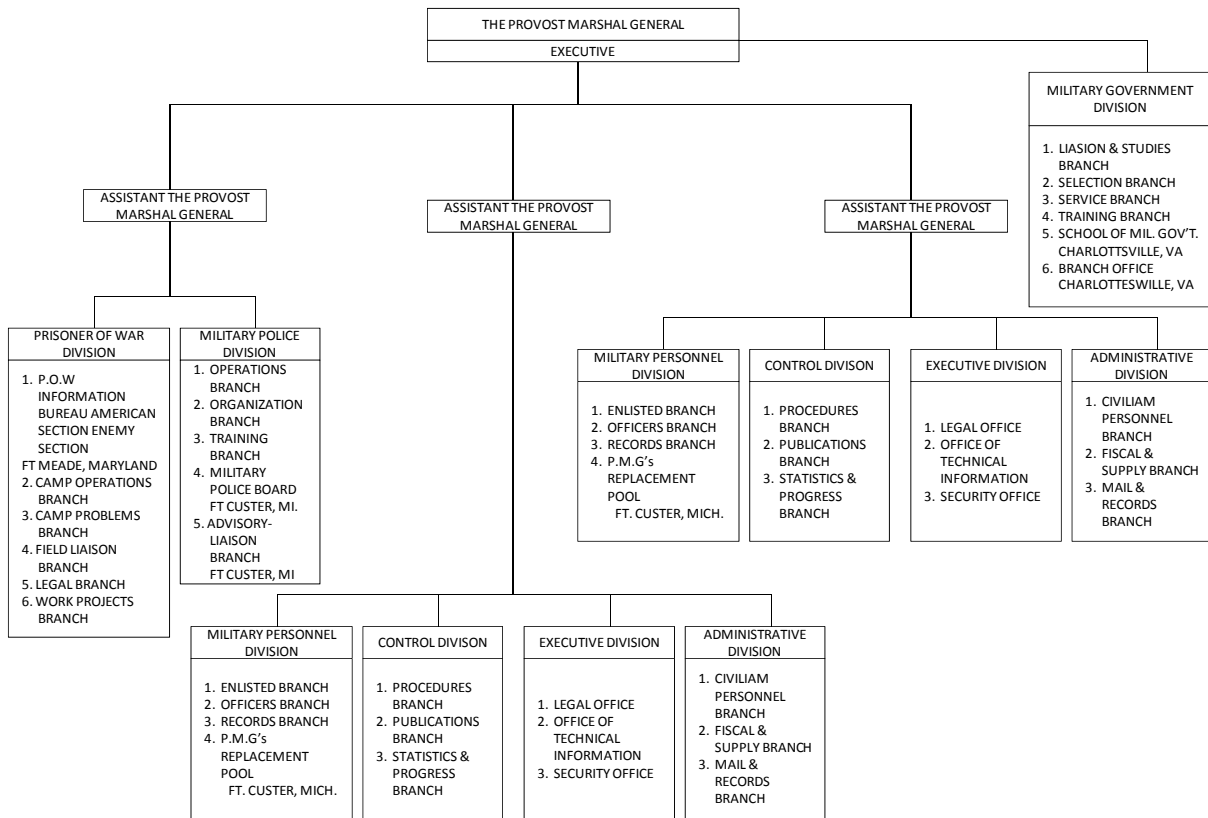 THE PROVOST MARSHAL GENERAL
EXECUTIVE
MILITARY GOVERNMENT
DIVISION
1. LIASION & STUDIES
BRANCH
2. SELECTION BRANCH
3. SERVICE BRANCH
4. TRAINING BRANCH
5. SCHOOL OF MIL. GOV'T.
CHARLOTTSVILLE, VA
6. BRANCH OFFICE
CHARLOTTESWILLE, VA
ASSISTANT THE PROVOST
MARSHAL GENERAL
ASSISTANT THE PROVOST
MARSHAL GENERAL
ASSISTANT THE PROVOST
MARSHAL GENERAL
PRISONER OF WAR
DIVISION
1. P.O.W
INFORMATION
BUREAU AMERICAN
SECTION ENEMY
SECTION
FT MEADE, MARYLAND
2. CAMP OPERATIONS
BRANCH
3. CAMP PROBLEMS
BRANCH
4. FIELD LIAISON
BRANCH
5. LEGAL BRANCH
6. WORK PROJECTS
BRANCH
MILITARY POLICE
DIVISION
1. OPERATIONS
BRANCH
2. ORGANIZATION
BRANCH
3. TRAINING
BRANCH
4. MILITARY
POLICE BOARD
FT CUSTER, MI.
5. ADVISORY-
LIAISON
BRANCH
FT CUSTER, MI
MILITARY PERSONNEL
DIVISION
1. ENLISTED BRANCH
2. OFFICERS BRANCH
3. RECORDS BRANCH
4. P.M.G's
REPLACEMENT
POOL
FT. CUSTER, MICH.
CONTROL DIVISON
1. PROCEDURES
BRANCH
2. PUBLICATIONS
BRANCH
3. STATISTICS &
PROGRESS
BRANCH
EXECUTIVE DIVISION
1. LEGAL OFFICE
2. OFFICE OF
TECHNICAL
INFORMATION
3. SECURITY OFFICE
ADMINISTRATIVE
DIVISION
1. CIVILIAM
PERSONNEL
BRANCH
2. FISCAL &
SUPPLY BRANCH
3. MAIL &
RECORDS
BRANCH
MILITARY PERSONNEL
DIVISION
1. ENLISTED BRANCH
2. OFFICERS BRANCH
3. RECORDS BRANCH
4. P.M.G's
REPLACEMENT
POOL
FT. CUSTER, MICH.
CONTROL DIVISON
1. PROCEDURES
BRANCH
2. PUBLICATIONS
BRANCH
3. STATISTICS &
PROGRESS
BRANCH
EXECUTIVE DIVISION
1. LEGAL OFFICE
2. OFFICE OF
TECHNICAL
INFORMATION
3. SECURITY OFFICE
ADMINISTRATIVE
DIVISION
1. CIVILIAM
PERSONNEL
BRANCH
2. FISCAL &
SUPPLY BRANCH
3. MAIL &
RECORDS
BRANCH